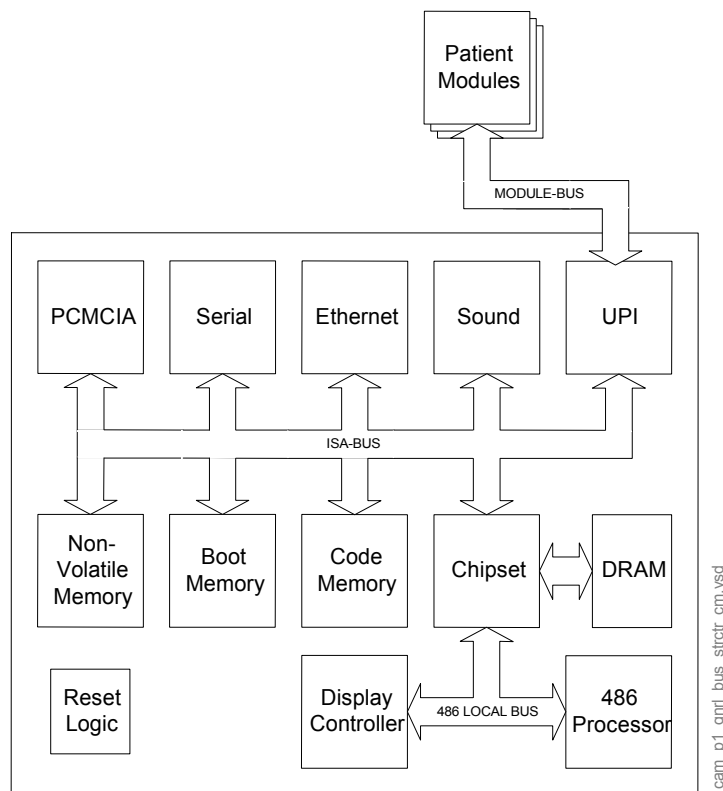 Patient
Modules
MODULE-BUS
PCMCIA
Serial
Ethernet
Sound
UPI
ISA-BUS
Non-
Volatile
Memory
Boot
Memory
Code
Memory
Chipset
DRAM
Reset
Logic
Display
Controller
486 LOCAL BUS
486
Processor
cam_p1_gnrl_bus_strctr_cm.vsd